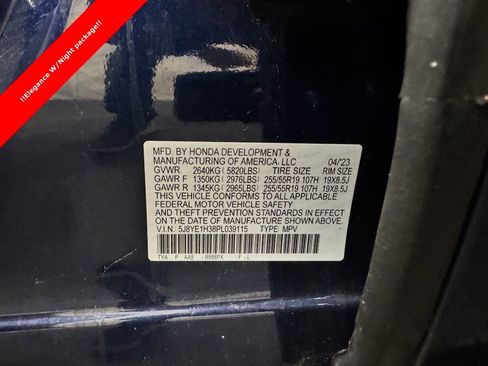 !!Elegance W/Night package!!
MFD. BY HONDA DEVELOPMENT &
MANUFACTURING OF AMERICA, LLC 04/23
GVWR 2640KG (5820LBS) TIRE SIZE RIM SIZE
GAWR F 1350KG (2976LBS) 255/55R19 107H 19X8.5J
GAWR R 1345KG (2965LBS) 255/55R19 107H 19X8.5J
THIS VEHICLE CONFORMS TO ALL APPLICABLE
FEDERAL MOTOR VEHICLE SAFETY
AND THEFT PREVENTION STANDARDS IN EFFECT
ON THE DATE OF MANUFACTURE SHOWN ABOVE.
V.I.N.: 5J8YE1H38PL039115 TYPE: MPV
TYA P AA5 B588PX F - L